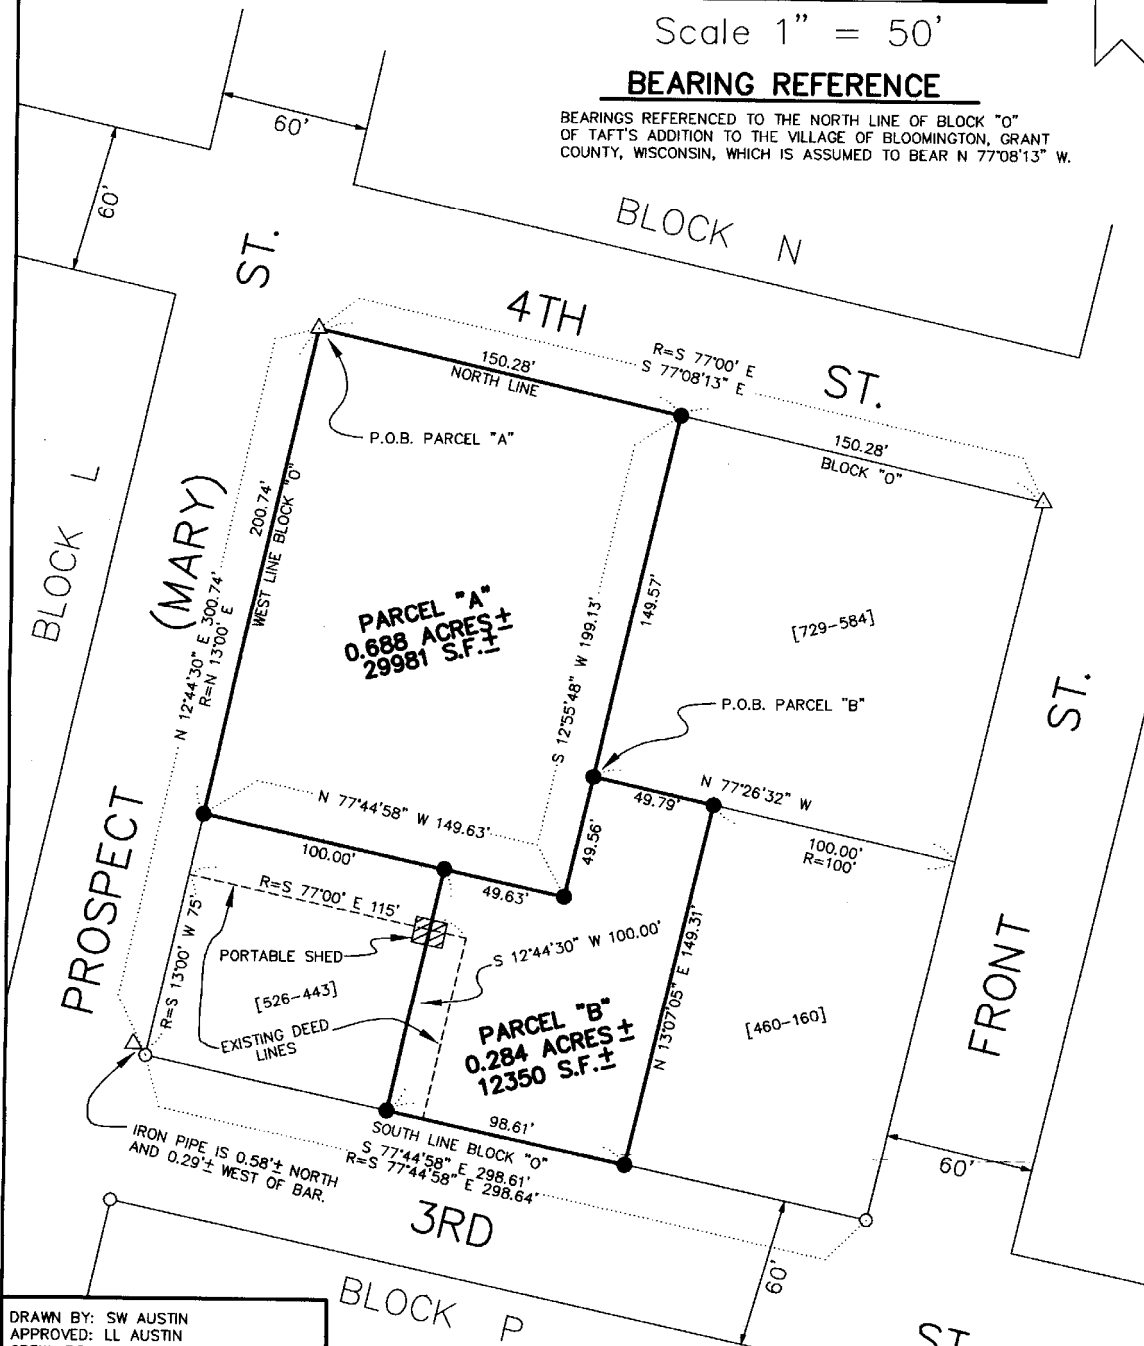 Scale 1" = 50'
BEARING REFERENCE
BEARINGS REFERENCED TO THE NORTH LINE OF BLOCK "O"
OF TAFT'S ADDITION TO THE VILLAGE OF BLOOMINGTON, GRANT
COUNTY, WISCONSIN, WHICH IS ASSUMED TO BEAR N 77°08'13" W.
60'
60'
BLOCK N
ST.
4TH
ST.
R=S 77°00' E
S 77°08'13" E
150.28'
NORTH LINE
P.O.B. PARCEL "A"
150.28'
BLOCK "O"
BLOCK L
(MARY)
200.74'
WEST LINE BLOCK "O"
N 12°44'30" E 300.74'
R=N 13°00' E
PARCEL "A"
0.688 ACRES±
29981 S.F.±
S 12°55'48" W 199.13'
149.57'
[729-584]
P.O.B. PARCEL "B"
ST.
N 77°44'58" W 149.63'
N 77°26'32" W
49.79'
100.00'
R=100'
49.56'
100.00'
49.63'
PROSPECT
R=S 77°00' E 115'
R=S 13°00' W 75'
PORTABLE SHED
S 12°44'30" W 100.00'
[526-443]
EXISTING DEED
LINES
PARCEL "B"
0.284 ACRES±
12350 S.F.±
N 13°07'05" E 149.31'
[460-160]
FRONT
IRON PIPE IS 0.58'± NORTH
AND 0.29'± WEST OF BAR.
98.61'
SOUTH LINE BLOCK "O"
S 77°44'58" E 298.61'
R=S 77°44'58" E 298.64'
60'
3RD
60'
BLOCK P
ST.
DRAWN BY: SW AUSTIN
APPROVED: LL AUSTIN